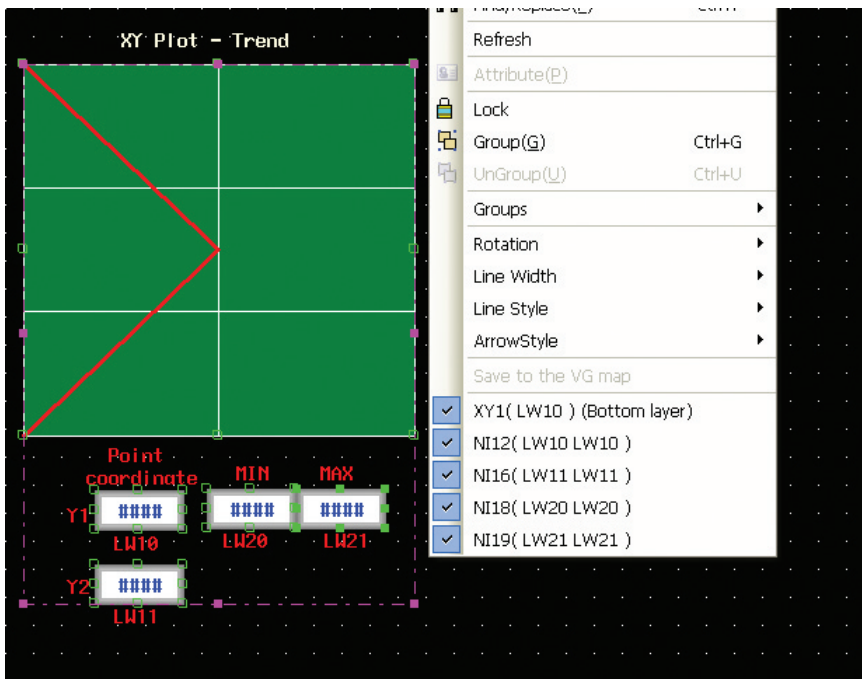 XY Plot - Trend
Point
coordinate
MIN
MAX
Y1
####
####
####
LW10
LW20
LW21
Y2
####
LW11
Refresh
Attribute(P)
Lock
Group(G) Ctrl+G
UnGroup(U) Ctrl+U
Groups
Rotation
Line Width
Line Style
ArrowStyle
Save to the VG map
XY1( LW10 ) (Bottom layer)
NI12( LW10 LW10 )
NI16( LW11 LW11 )
NI18( LW20 LW20 )
NI19( LW21 LW21 )